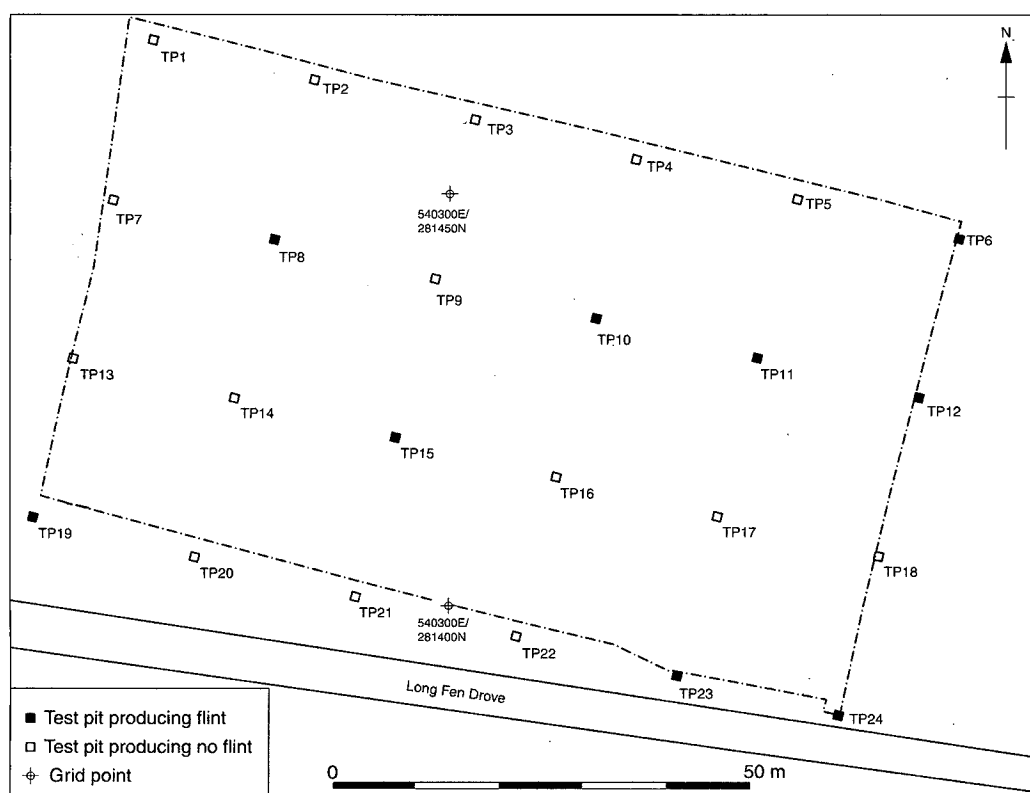 N
TP1
TP2
TP3
TP4
TP5
TP6
TP7
540300E/
281450N
TP8
TP9
TP10
TP11
TP12
TP13
TP14
TP15
TP16
TP17
TP18
TP19
TP20
TP21
540300E/
281400N
TP22
TP23
TP24
Long Fen Drove
Test pit producing flint
Test pit producing no flint
Grid point
0 50 m